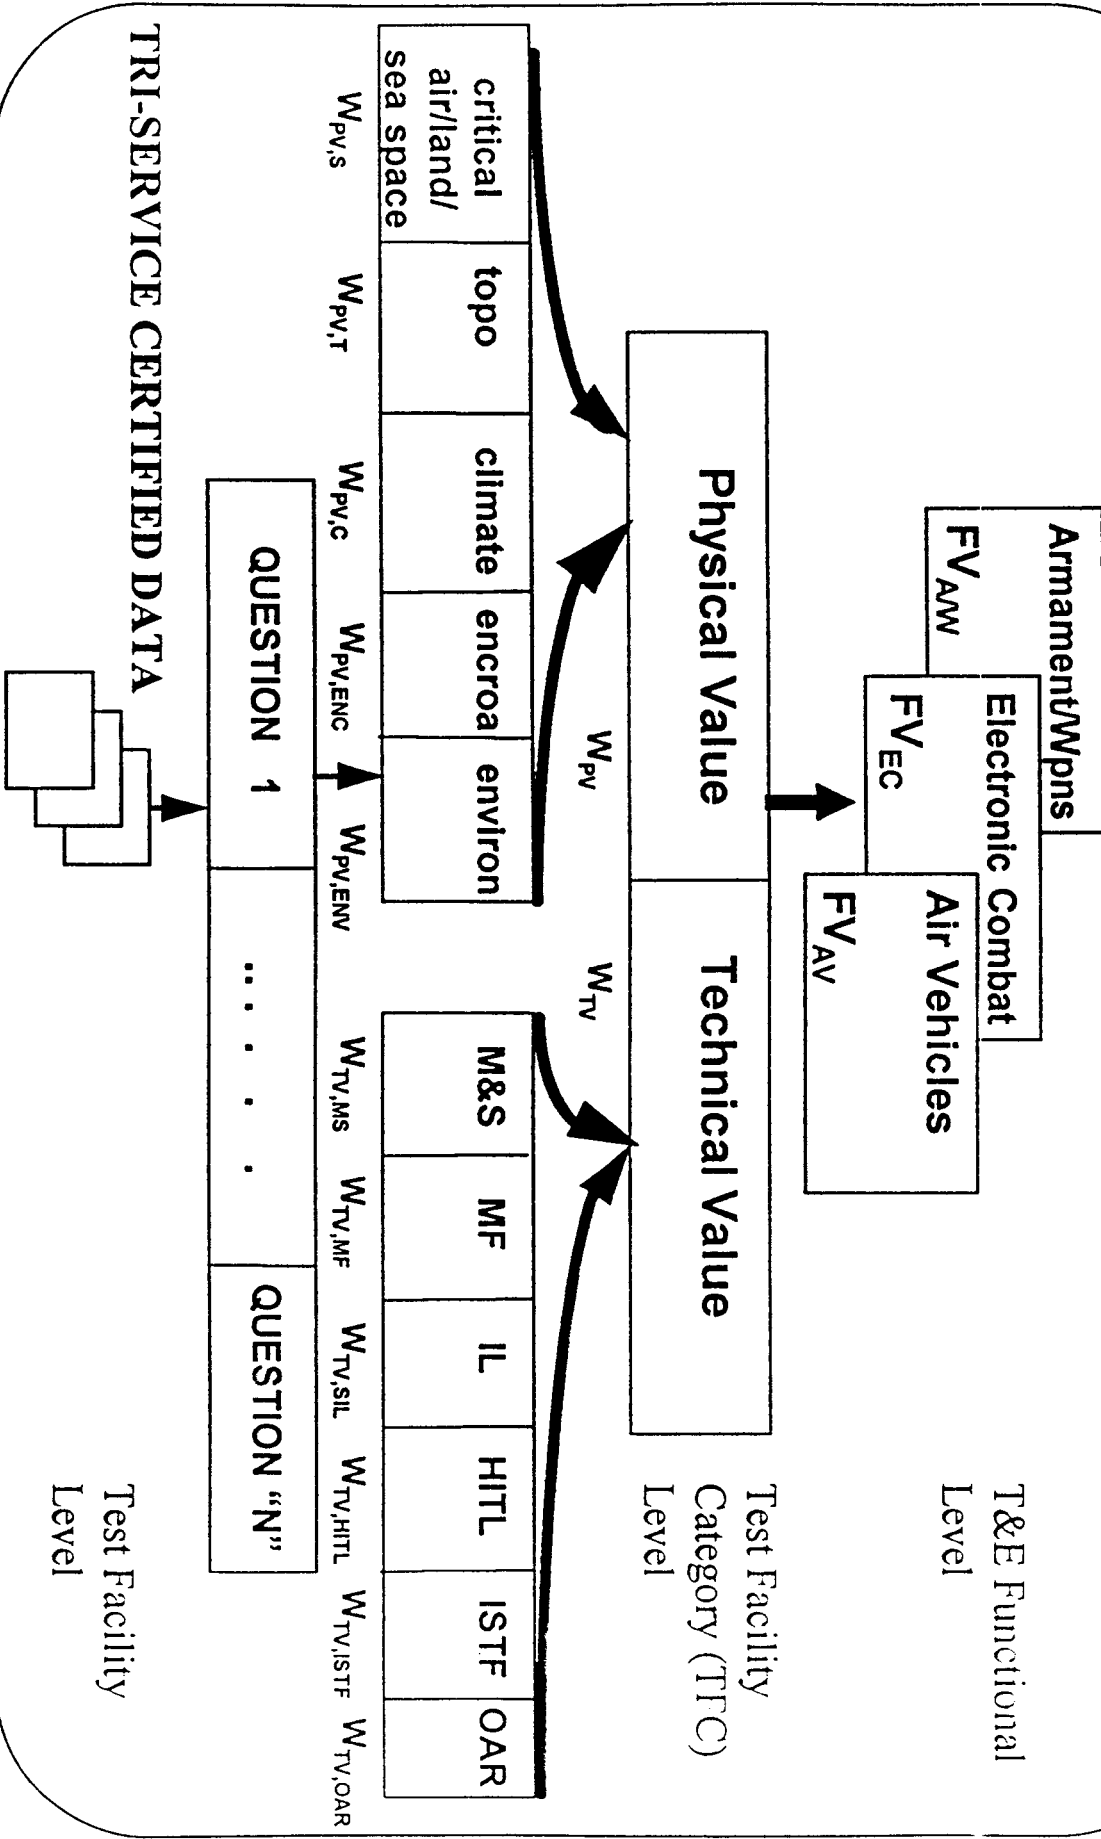 Armament/Wpns
FV_A/W
Electronic Combat
FV_EC
Air Vehicles
FV_AV
T&E Functional
Level
Physical Value
Technical Value
Test Facility
Category (TFC)
Level
W_PV
W_TV
critical
air/land/
sea space
topo
climate
encroa
environ
M&S
MF
IL
HITL
ISTF
OAR
W_PV,S
W_PV,T
W_PV,C
W_PV,ENC
W_PV,ENV
W_TV,MS
W_TV,MF
W_TV,SIL
W_TV,HITL
W_TV,ISTF
W_TV,OAR
QUESTION 1
.. . . .
QUESTION “N”
TRI-SERVICE CERTIFIED DATA
Test Facility
Level